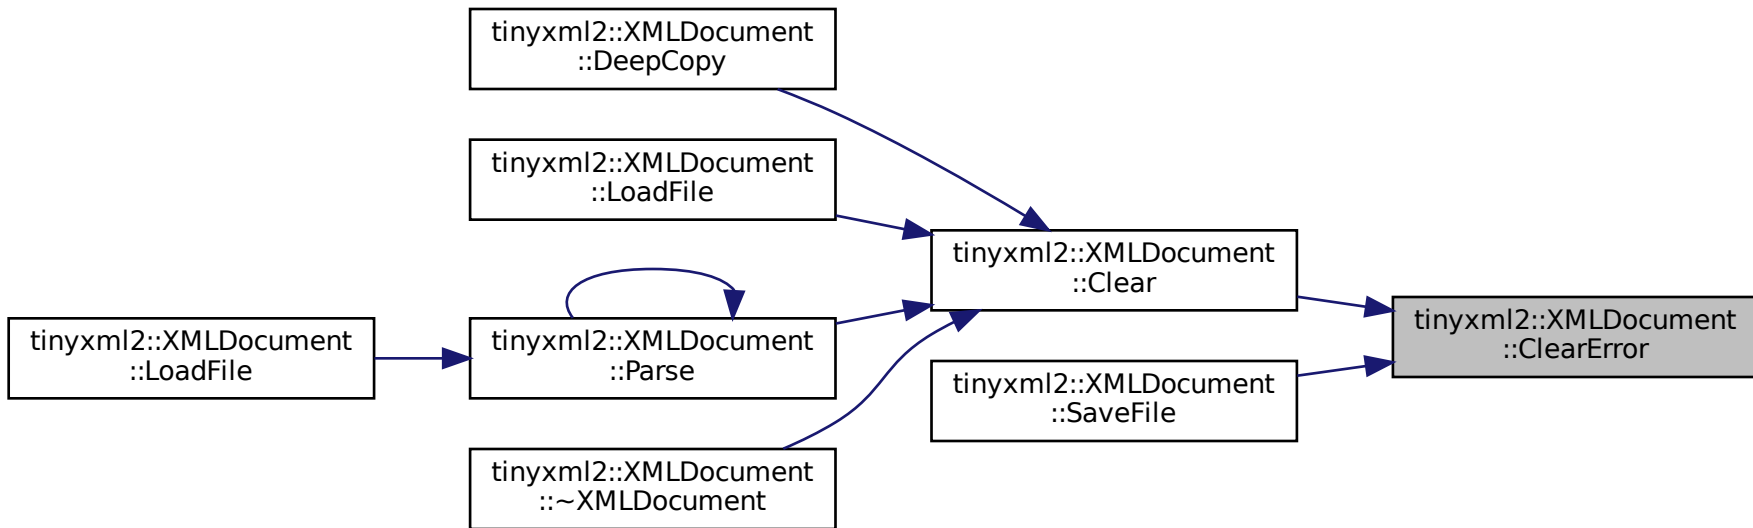 tinyxml2::XMLDocument
::DeepCopy
tinyxml2::XMLDocument
::LoadFile
tinyxml2::XMLDocument
::Clear
tinyxml2::XMLDocument
::ClearError
tinyxml2::XMLDocument
::LoadFile
tinyxml2::XMLDocument
::Parse
tinyxml2::XMLDocument
::SaveFile
tinyxml2::XMLDocument
::~XMLDocument